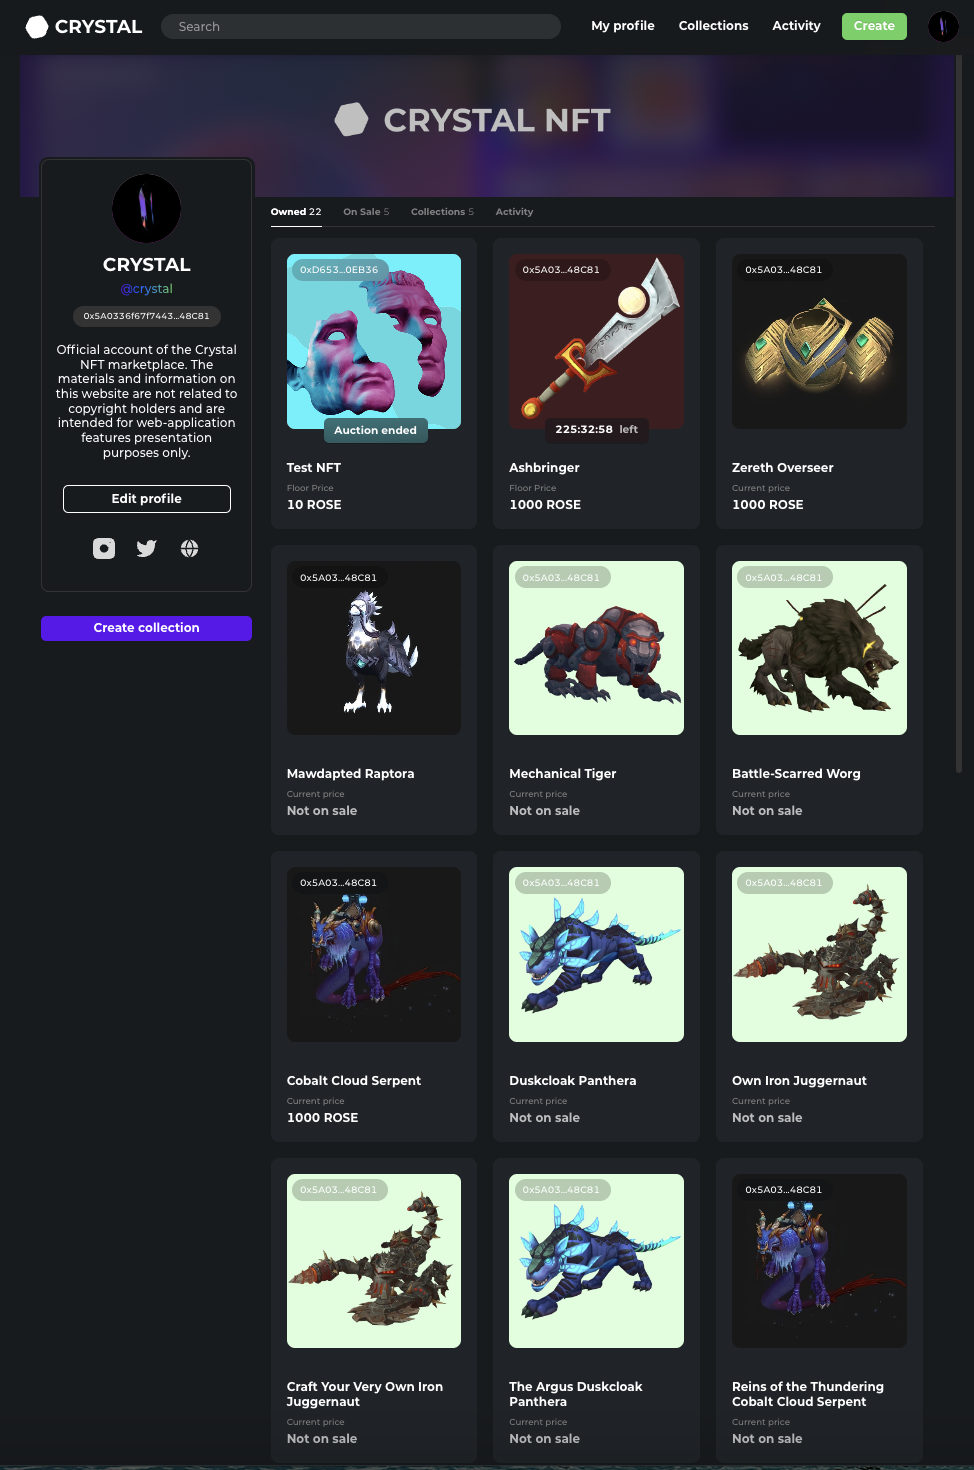 CRYSTAL
Search
My profile
Collections
Activity
Create
CRYSTAL NFT
CRYSTAL
@crystal
0x5A0336f67f7443...48C81
Official account of the Crystal
NFT marketplace. The
materials and information on
this website are not related to
copyright holders and are
intended for web-application
features presentation
purposes only.
Edit profile
Create collection
Owned 22
On Sale 5
Collections 5
Activity
0xD653...0EB36
Auction ended
Test NFT
Floor Price
10 ROSE
0x5A03...48C81
225:32:58 left
Ashbringer
Floor Price
1000 ROSE
0x5A03...48C81
Zereth Overseer
Current price
1000 ROSE
0x5A03...48C81
Mawdapted Raptora
Current price
Not on sale
0x5A03...48C81
Mechanical Tiger
Current price
Not on sale
0x5A03...48C81
Battle-Scarred Worg
Current price
Not on sale
0x5A03...48C81
Cobalt Cloud Serpent
Current price
1000 ROSE
0x5A03...48C81
Duskcloak Panthera
Current price
Not on sale
0x5A03...48C81
Own Iron Juggernaut
Current price
Not on sale
0x5A03...48C81
Craft Your Very Own Iron
Juggernaut
Current price
Not on sale
0x5A03...48C81
The Argus Duskcloak
Panthera
Current price
Not on sale
0x5A03...48C81
Reins of the Thundering
Cobalt Cloud Serpent
Current price
Not on sale